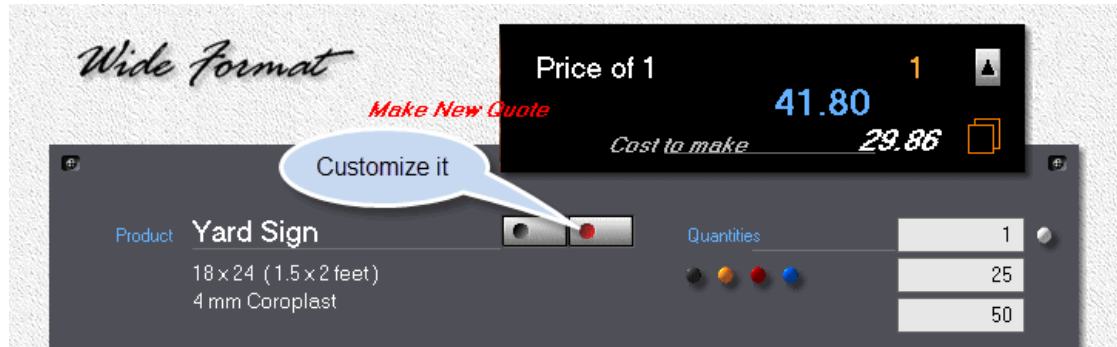 Wide Format
Price of 1 1
41.80
Make New Quote
Cost to make 29.86
Customize it
Product Yard Sign
Quantities 1
18 x 24 (1.5 x 2 feet)
25
4 mm Coroplast
50